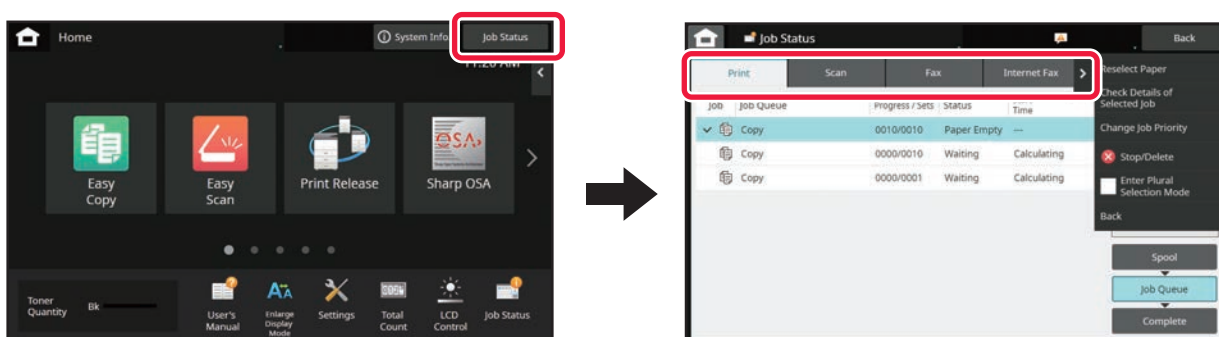 Home
System Info
Job Status
11:20 AM
Easy
Copy
Easy
Scan
Print Release
OSA
Sharp OSA
Toner
Quantity
Bk
User's
Manual
Enlarge
Display
Mode
Settings
Total
Count
LCD
Control
Job Status
Job Status
Back
Print
Scan
Fax
Internet Fax
Job
Job Queue
Progress / Sets
Status
Time
Copy
0010/0010
Paper Empty
---
Copy
0000/0010
Waiting
Calculating
Copy
0000/0001
Waiting
Calculating
Reselect Paper
Check Details of
Selected Job
Change Job Priority
Stop/Delete
Enter Plural
Selection Mode
Back
Spool
Job Queue
Complete